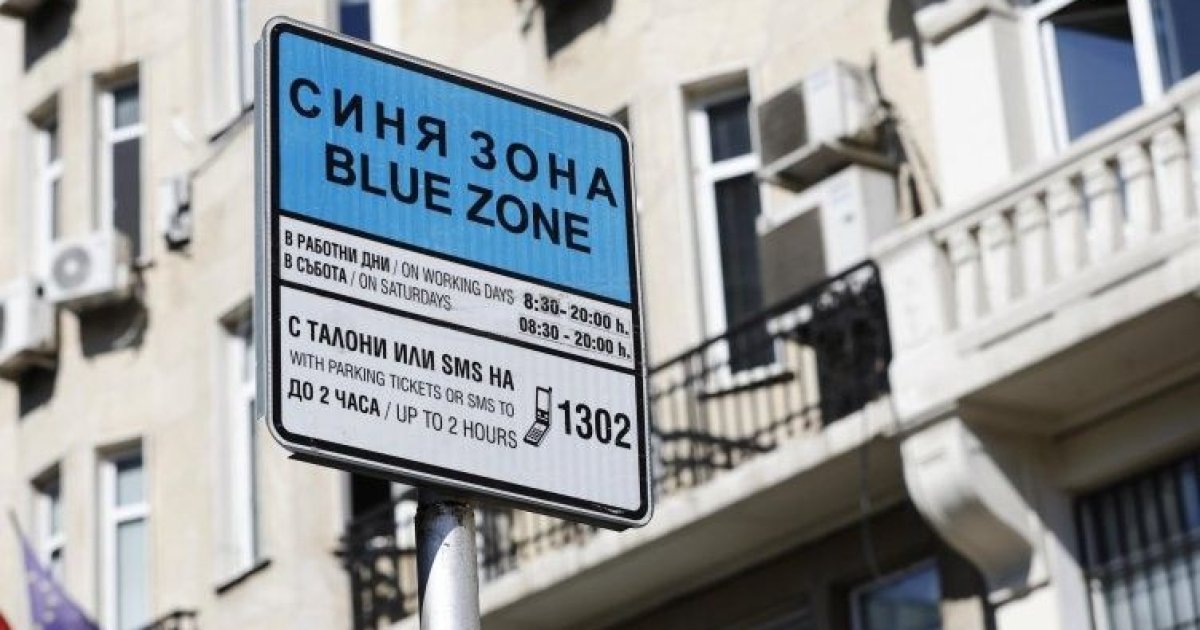 СИНЯ ЗОНА
BLUE ZONE
В РАБОТНИ ДНИ / ON WORKING DAYS 8:30- 20:00 h.
В СЪБОТА / ON SATURDAYS 08:30 - 20:00 h.
С ТАЛОНИ ИЛИ SMS НА
WITH PARKING TICKETS OR SMS TO
ДО 2 ЧАСА / UP TO 2 HOURS
1302